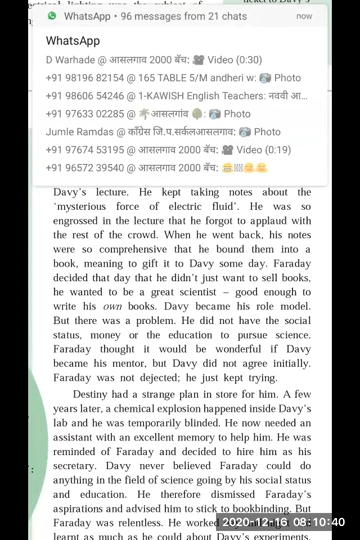 ticket to Davy's
WhatsApp • 96 messages from 21 chats now
WhatsApp
D Warhade @ आसलगाव 2000 बॅच: 🎥 Video (0:30)
+91 98196 82154 @ 165 TABLE 5/M andheri w: 📷 Photo
+91 98606 54246 @ 1-KAWISH English Teachers: नववी आ...
+91 97633 02285 @ 🌴आसलगांव 🌳: 📷 Photo
Jumle Ramdas @ काँग्रेस जि.प.सर्कलआसलगाव: 📷 Photo
+91 97674 53195 @ आसलगाव 2000 बॅच: 🎥 Video (0:19)
+91 96572 39540 @ आसलगाव 2000 बॅच:
Davy's lecture. He kept taking notes about the
'mysterious force of electric fluid'. He was so
engrossed in the lecture that he forgot to applaud with
the rest of the crowd. When he went back, his notes
were so comprehensive that he bound them into a
book, meaning to gift it to Davy some day. Faraday
decided that day that he didn't just want to sell books,
he wanted to be a great scientist – good enough to
write his own books. Davy became his role model.
But there was a problem. He did not have the social
status, money or the education to pursue science.
Faraday thought it would be wonderful if Davy
became his mentor, but Davy did not agree initially.
Faraday was not dejected; he just kept trying.
Destiny had a strange plan in store for him. A few
years later, a chemical explosion happened inside Davy's
lab and he was temporarily blinded. He now needed an
assistant with an excellent memory to help him. He was
reminded of Faraday and decided to hire him as his
secretary. Davy never believed Faraday could do
anything in the field of science going by his social status
and education. He therefore dismissed Faraday's
aspirations and advised him to stick to bookbinding. But
Faraday was relentless. He worked
2020-12-16 08:10:40
learnt as much as he could about Davy's experiments.